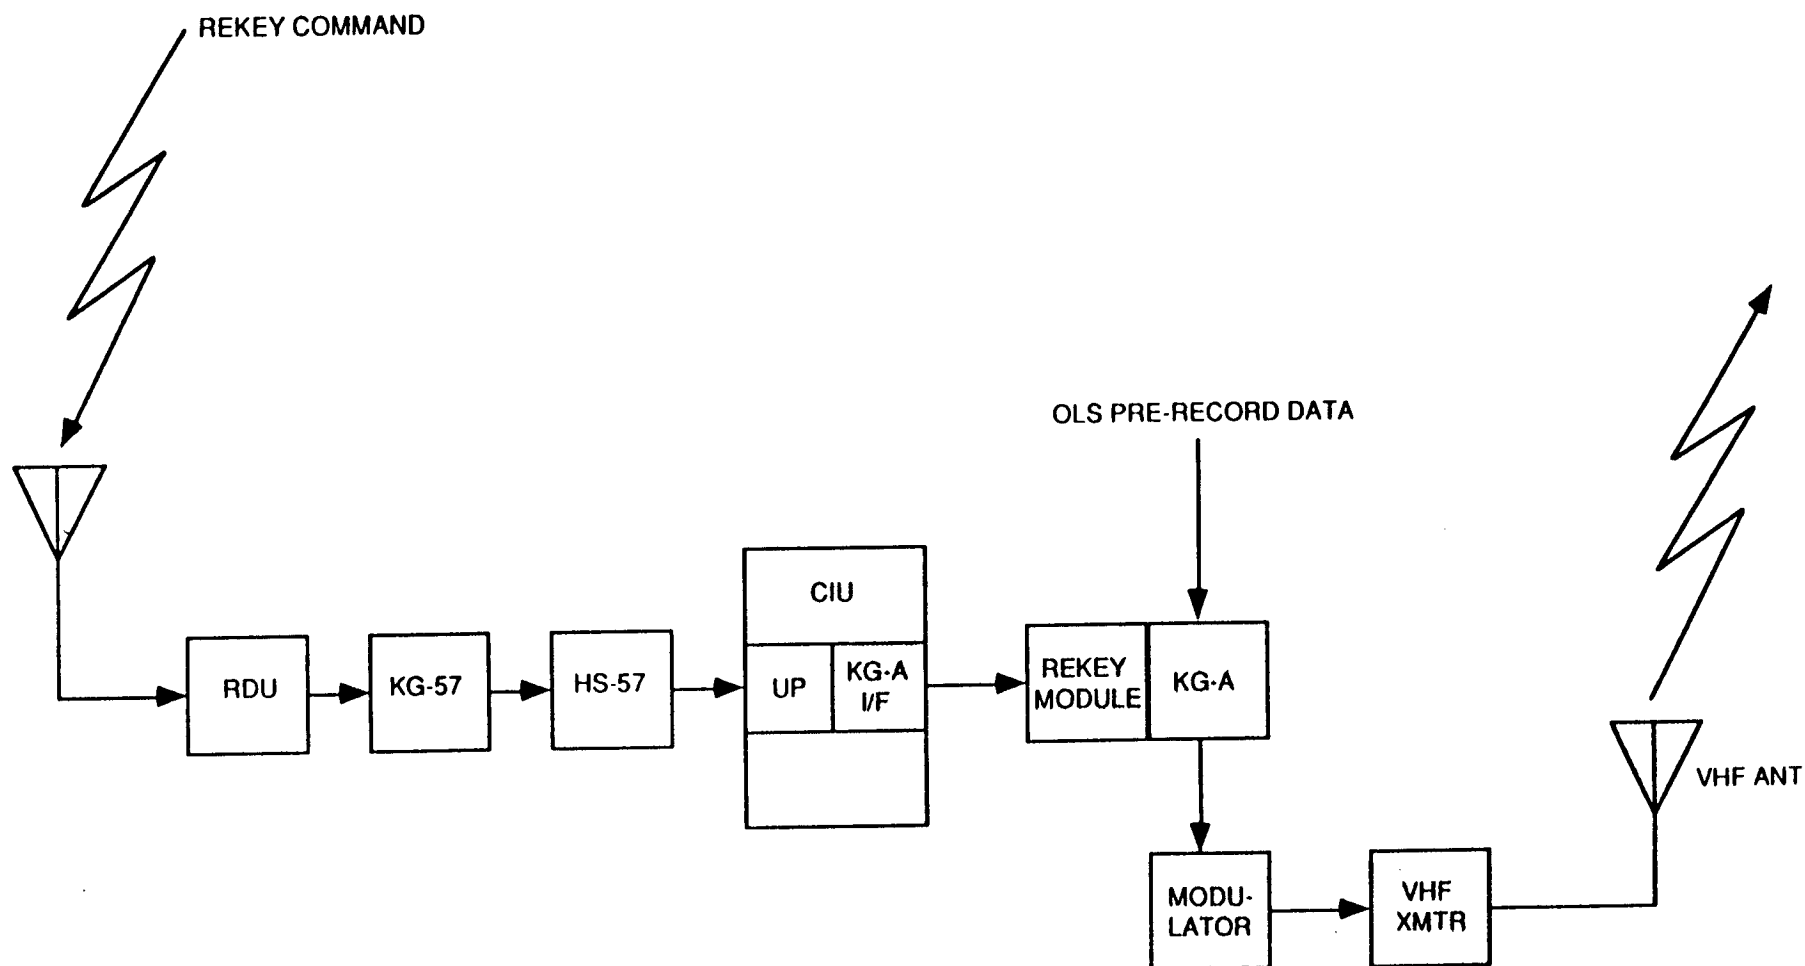 REKEY COMMAND
OLS PRE-RECORD DATA
CIU
RDU
KG-57
HS-57
UP
KG-A
I/F
REKEY
MODULE
KG-A
VHF ANT
MODU-
LATOR
VHF
XMTR